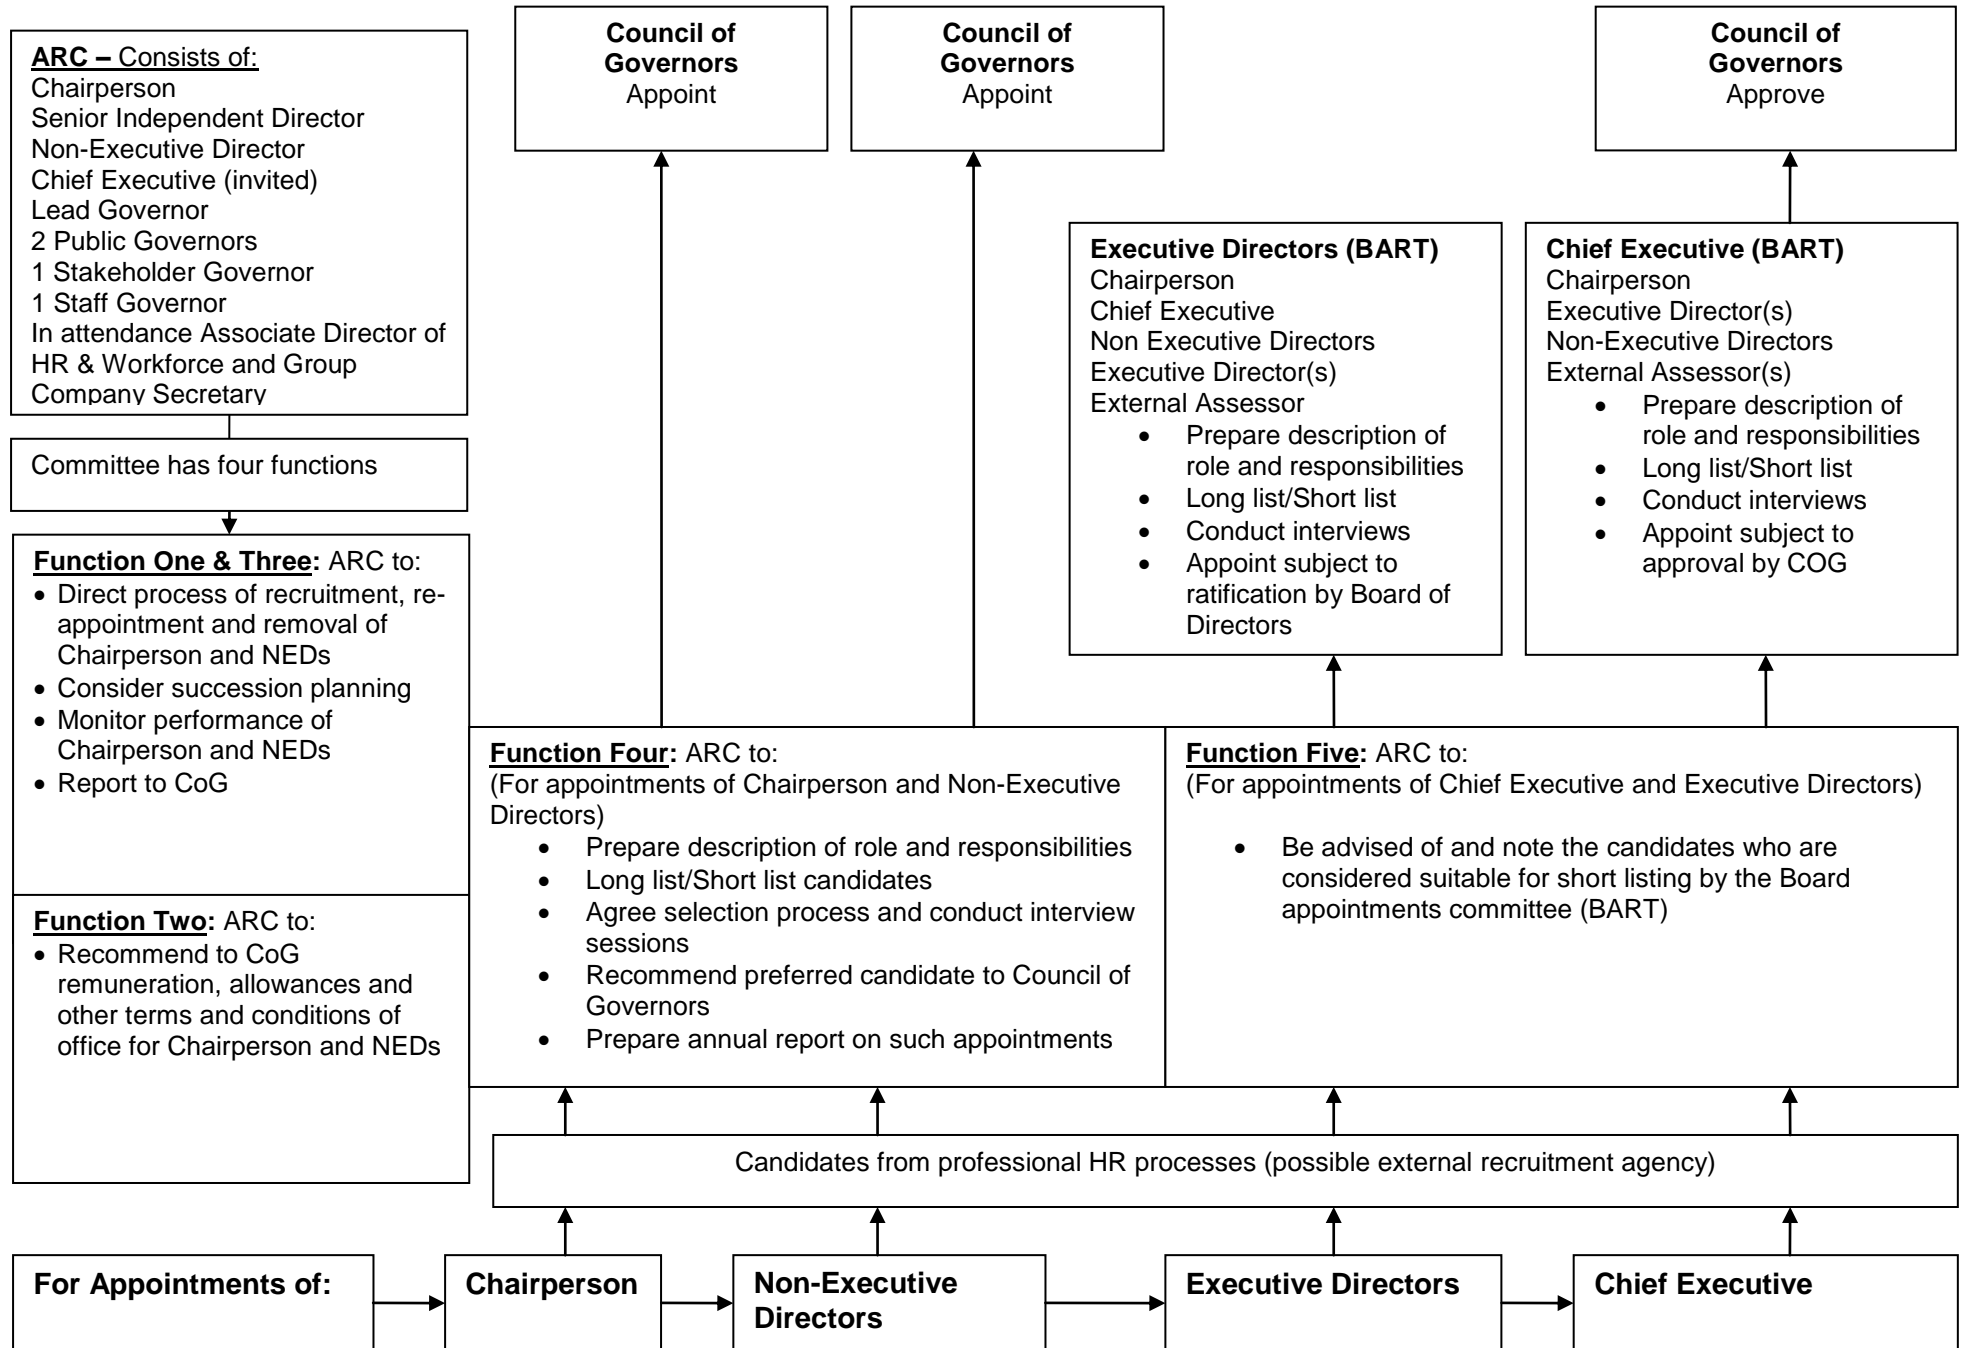 ARC – Consists of:
Chairperson
Senior Independent Director
Non-Executive Director
Chief Executive (invited)
Lead Governor
2 Public Governors
1 Stakeholder Governor
1 Staff Governor
In attendance Associate Director of
HR & Workforce and Group
Company Secretary
Committee has four functions
Function One & Three: ARC to:
• Direct process of recruitment, re-
appointment and removal of
Chairperson and NEDs
• Consider succession planning
• Monitor performance of
Chairperson and NEDs
• Report to CoG
Function Two: ARC to:
• Recommend to CoG
remuneration, allowances and
other terms and conditions of
office for Chairperson and NEDs
Council of
Governors
Appoint
Council of
Governors
Appoint
Council of
Governors
Approve
Executive Directors (BART)
Chairperson
Chief Executive
Non Executive Directors
Executive Director(s)
External Assessor
• Prepare description of
role and responsibilities
• Long list/Short list
• Conduct interviews
• Appoint subject to
ratification by Board of
Directors
Chief Executive (BART)
Chairperson
Executive Director(s)
Non-Executive Directors
External Assessor(s)
• Prepare description of
role and responsibilities
• Long list/Short list
• Conduct interviews
• Appoint subject to
approval by COG
Function Four: ARC to:
(For appointments of Chairperson and Non-Executive
Directors)
• Prepare description of role and responsibilities
• Long list/Short list candidates
• Agree selection process and conduct interview
sessions
• Recommend preferred candidate to Council of
Governors
• Prepare annual report on such appointments
Function Five: ARC to:
(For appointments of Chief Executive and Executive Directors)
• Be advised of and note the candidates who are
considered suitable for short listing by the Board
appointments committee (BART)
Candidates from professional HR processes (possible external recruitment agency)
For Appointments of:
Chairperson
Non-Executive
Directors
Executive Directors
Chief Executive